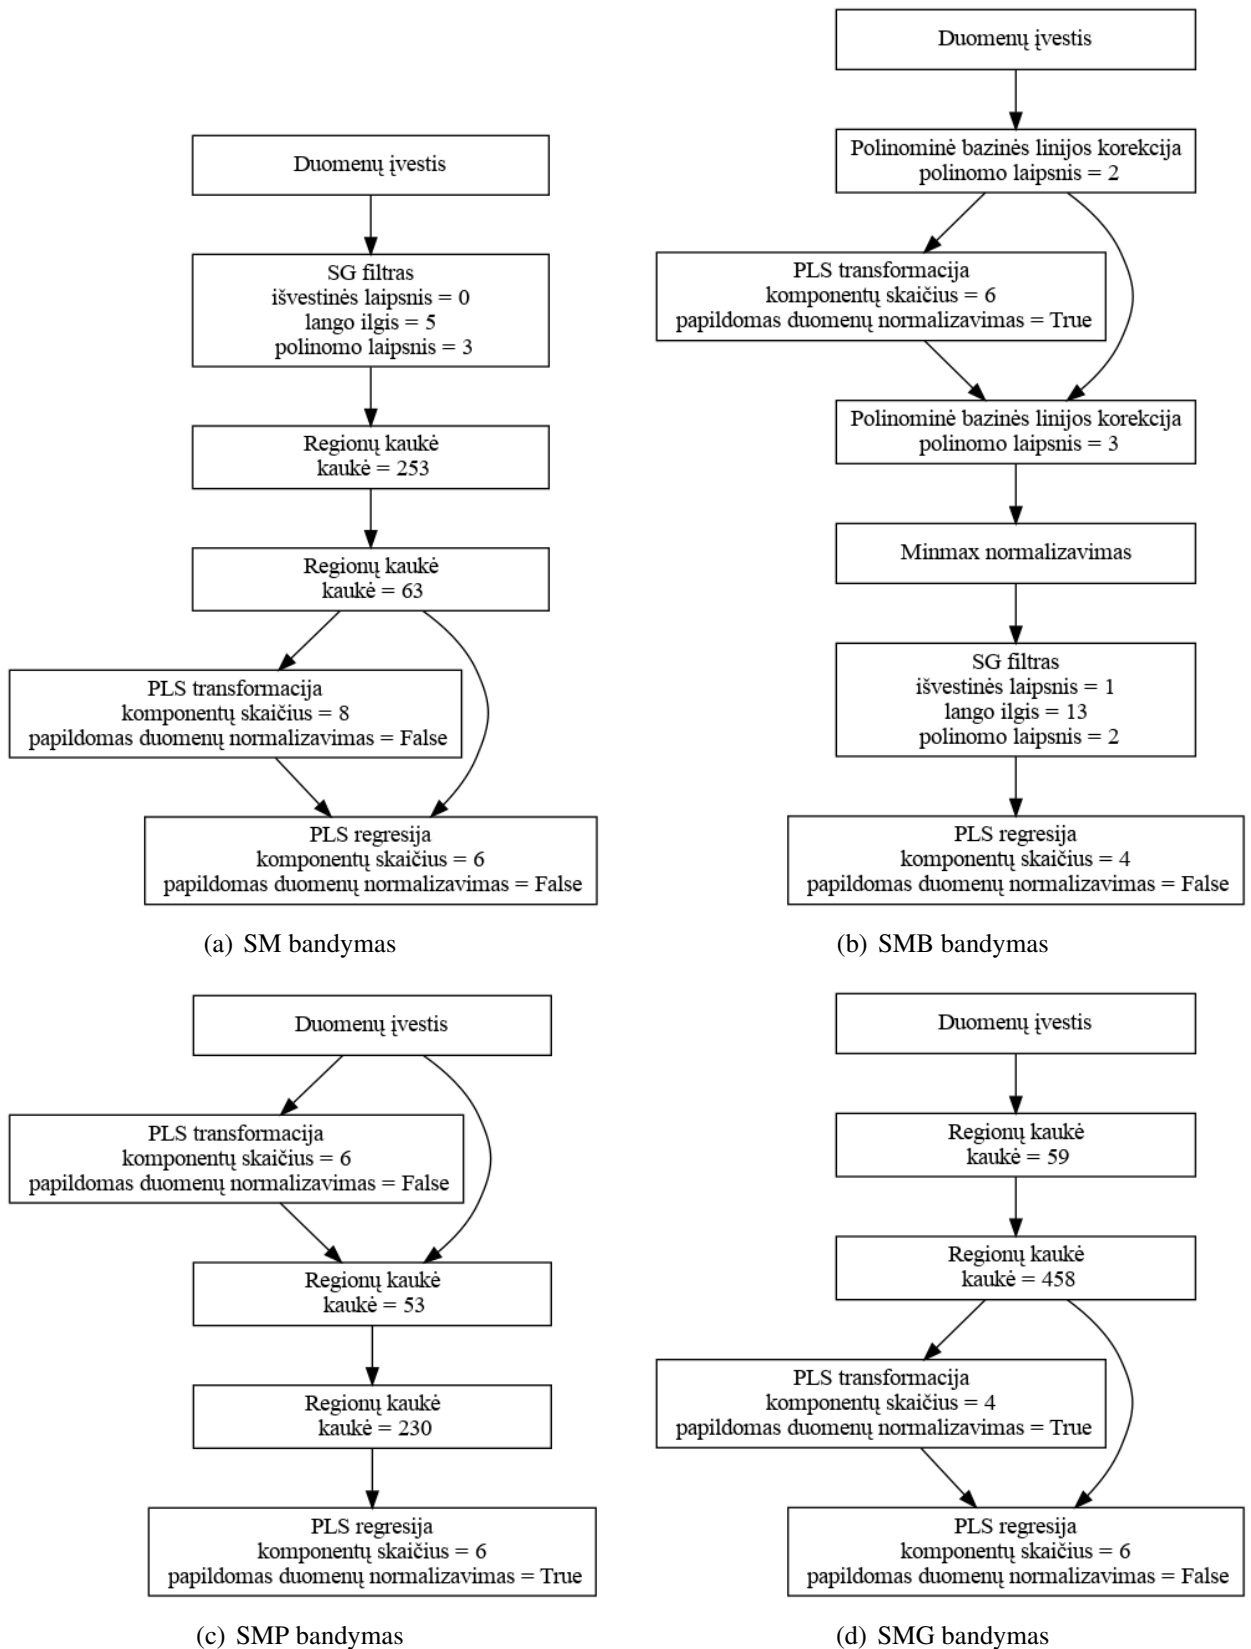 Duomenų įvestis
SG filtras
išvestinės laipsnis = 0
lango ilgis = 5
polinomo laipsnis = 3
Regionų kaukė
kaukė = 253
Regionų kaukė
kaukė = 63
PLS transformacija
komponentų skaičius = 8
papildomas duomenų normalizavimas = False
PLS regresija
komponentų skaičius = 6
papildomas duomenų normalizavimas = False
(a) SM bandymas
Duomenų įvestis
Polinominė bazinės linijos korekcija
polinomo laipsnis = 2
PLS transformacija
komponentų skaičius = 6
papildomas duomenų normalizavimas = True
Polinominė bazinės linijos korekcija
polinomo laipsnis = 3
Minmax normalizavimas
SG filtras
išvestinės laipsnis = 1
lango ilgis = 13
polinomo laipsnis = 2
PLS regresija
komponentų skaičius = 4
papildomas duomenų normalizavimas = False
(b) SMB bandymas
Duomenų įvestis
PLS transformacija
komponentų skaičius = 6
papildomas duomenų normalizavimas = False
Regionų kaukė
kaukė = 53
Regionų kaukė
kaukė = 230
PLS regresija
komponentų skaičius = 6
papildomas duomenų normalizavimas = True
(c) SMP bandymas
Duomenų įvestis
Regionų kaukė
kaukė = 59
Regionų kaukė
kaukė = 458
PLS transformacija
komponentų skaičius = 4
papildomas duomenų normalizavimas = True
PLS regresija
komponentų skaičius = 6
papildomas duomenų normalizavimas = False
(d) SMG bandymas